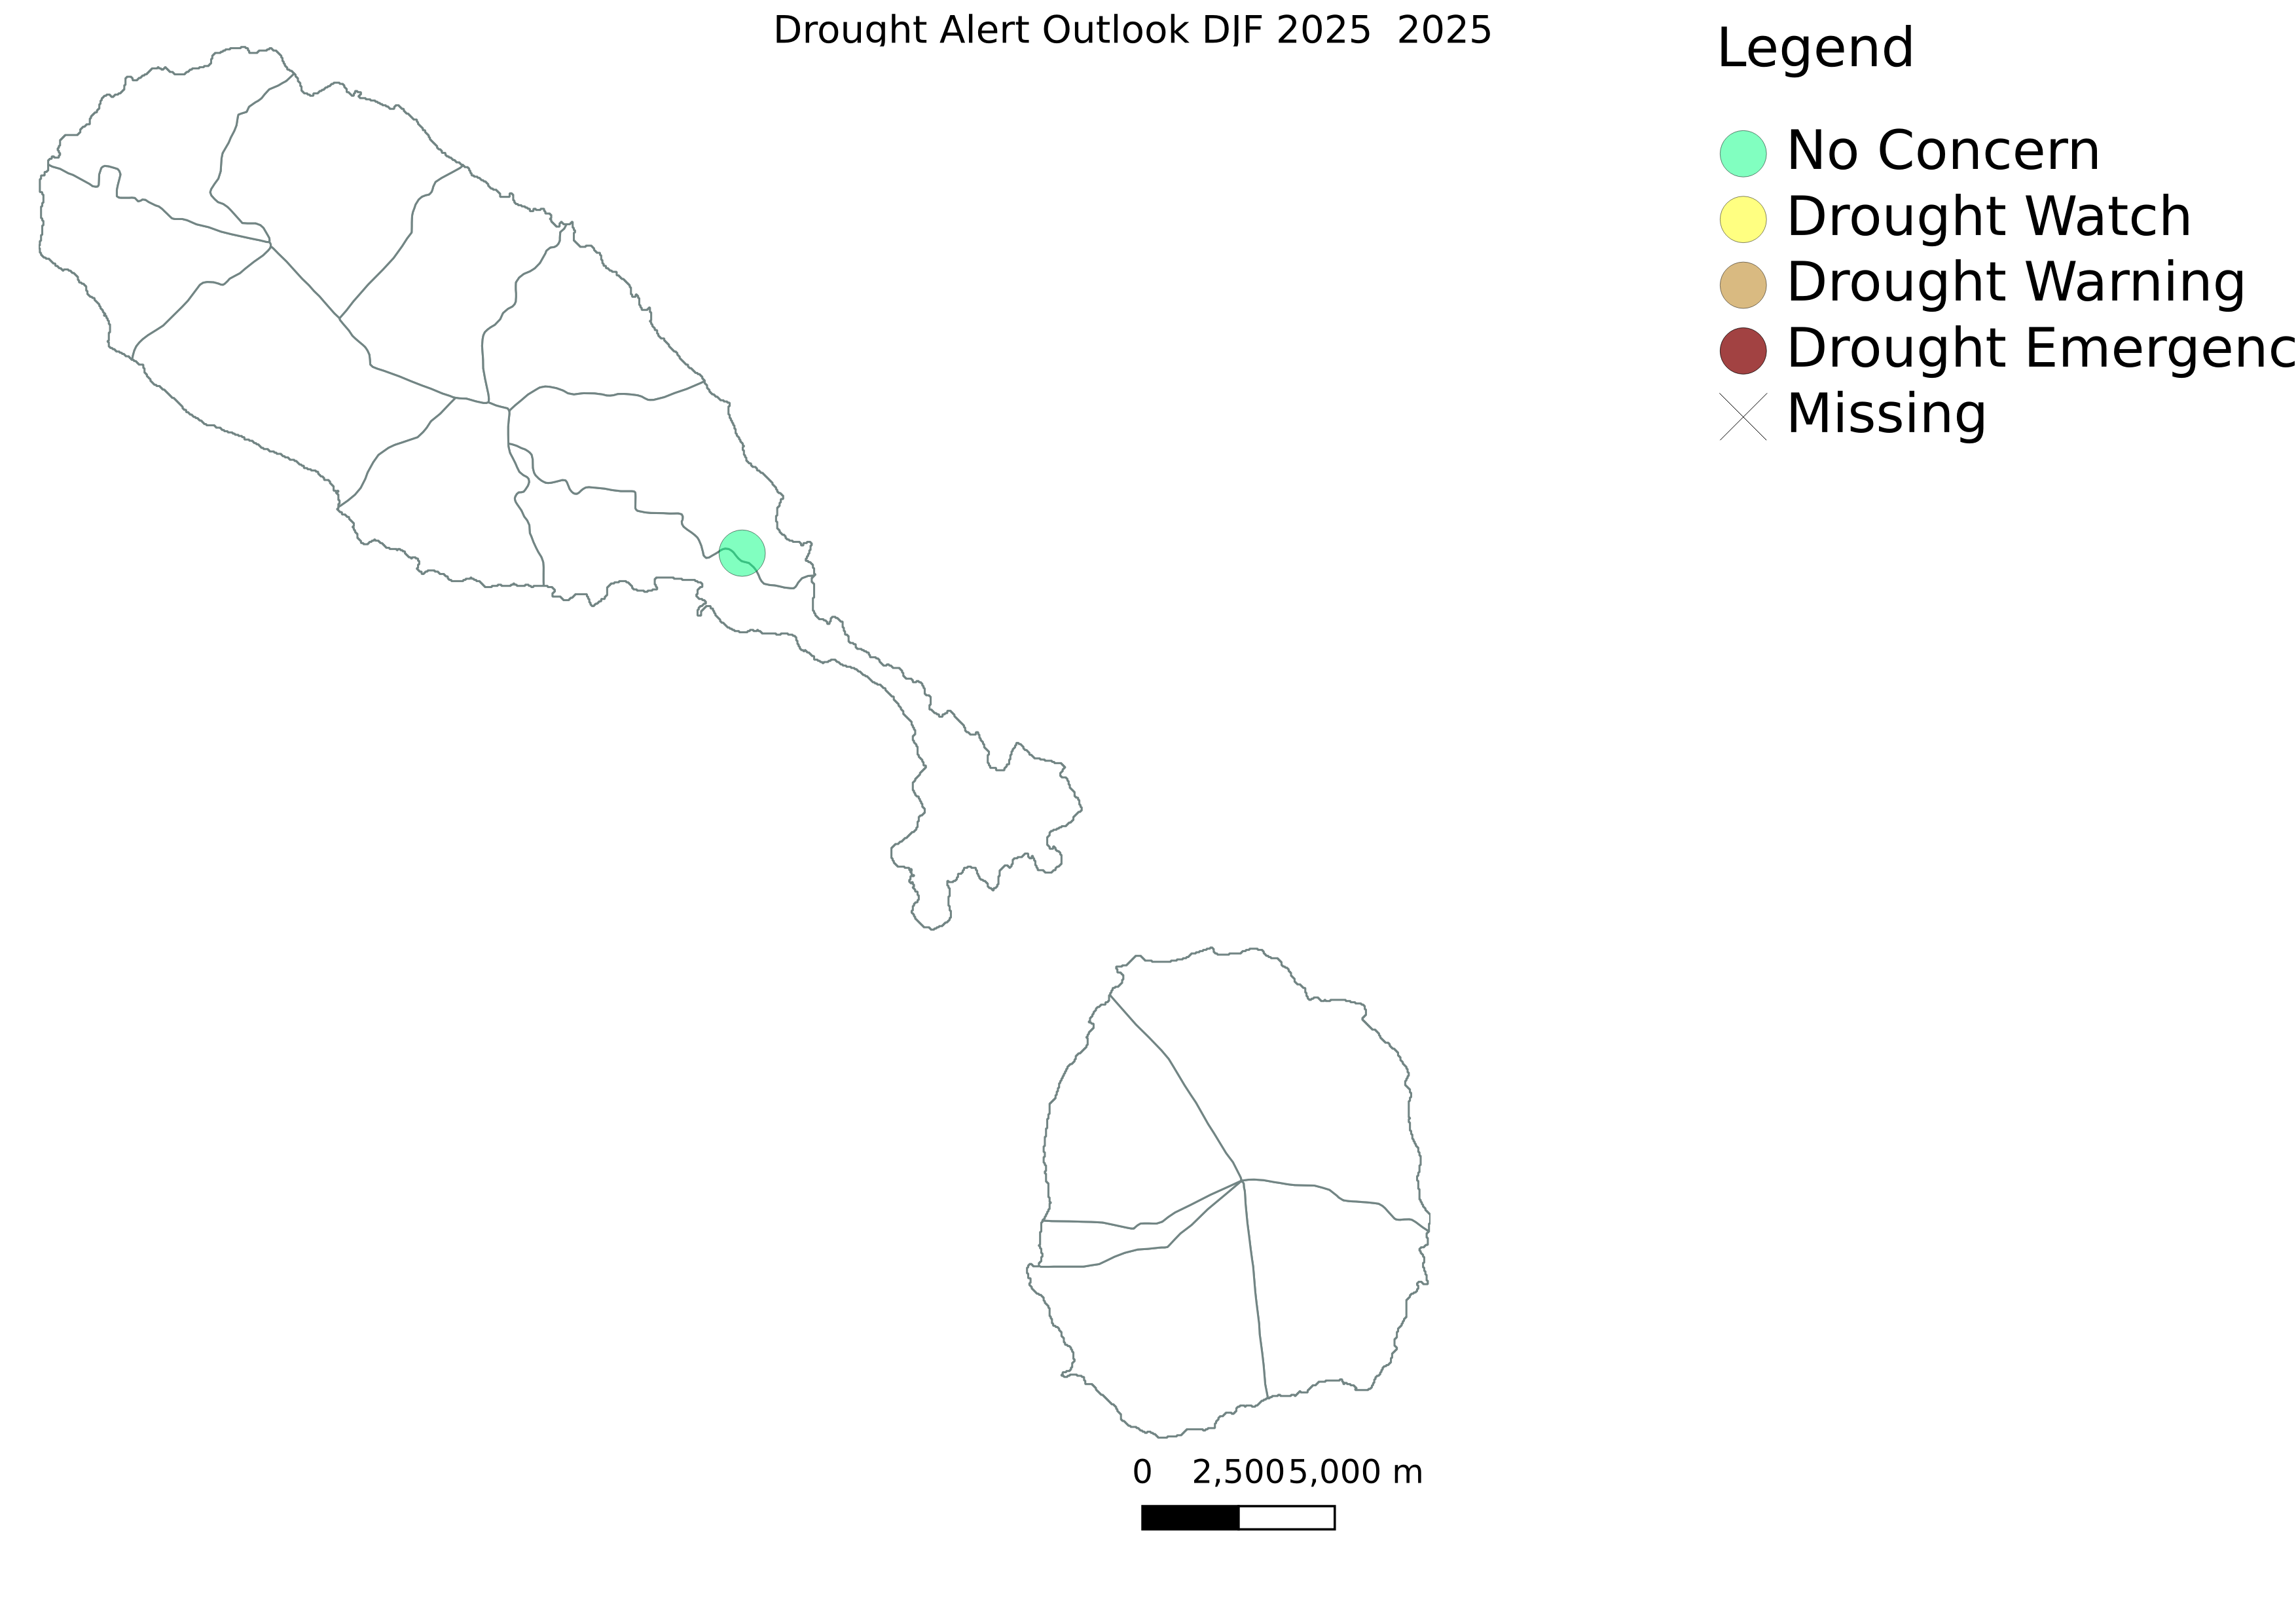 Drought Alert Outlook DJF 2025  2025
Legend
No Concern
Drought Watch
Drought Warning
Drought Emergenc
Missing
0 2,5005,000 m